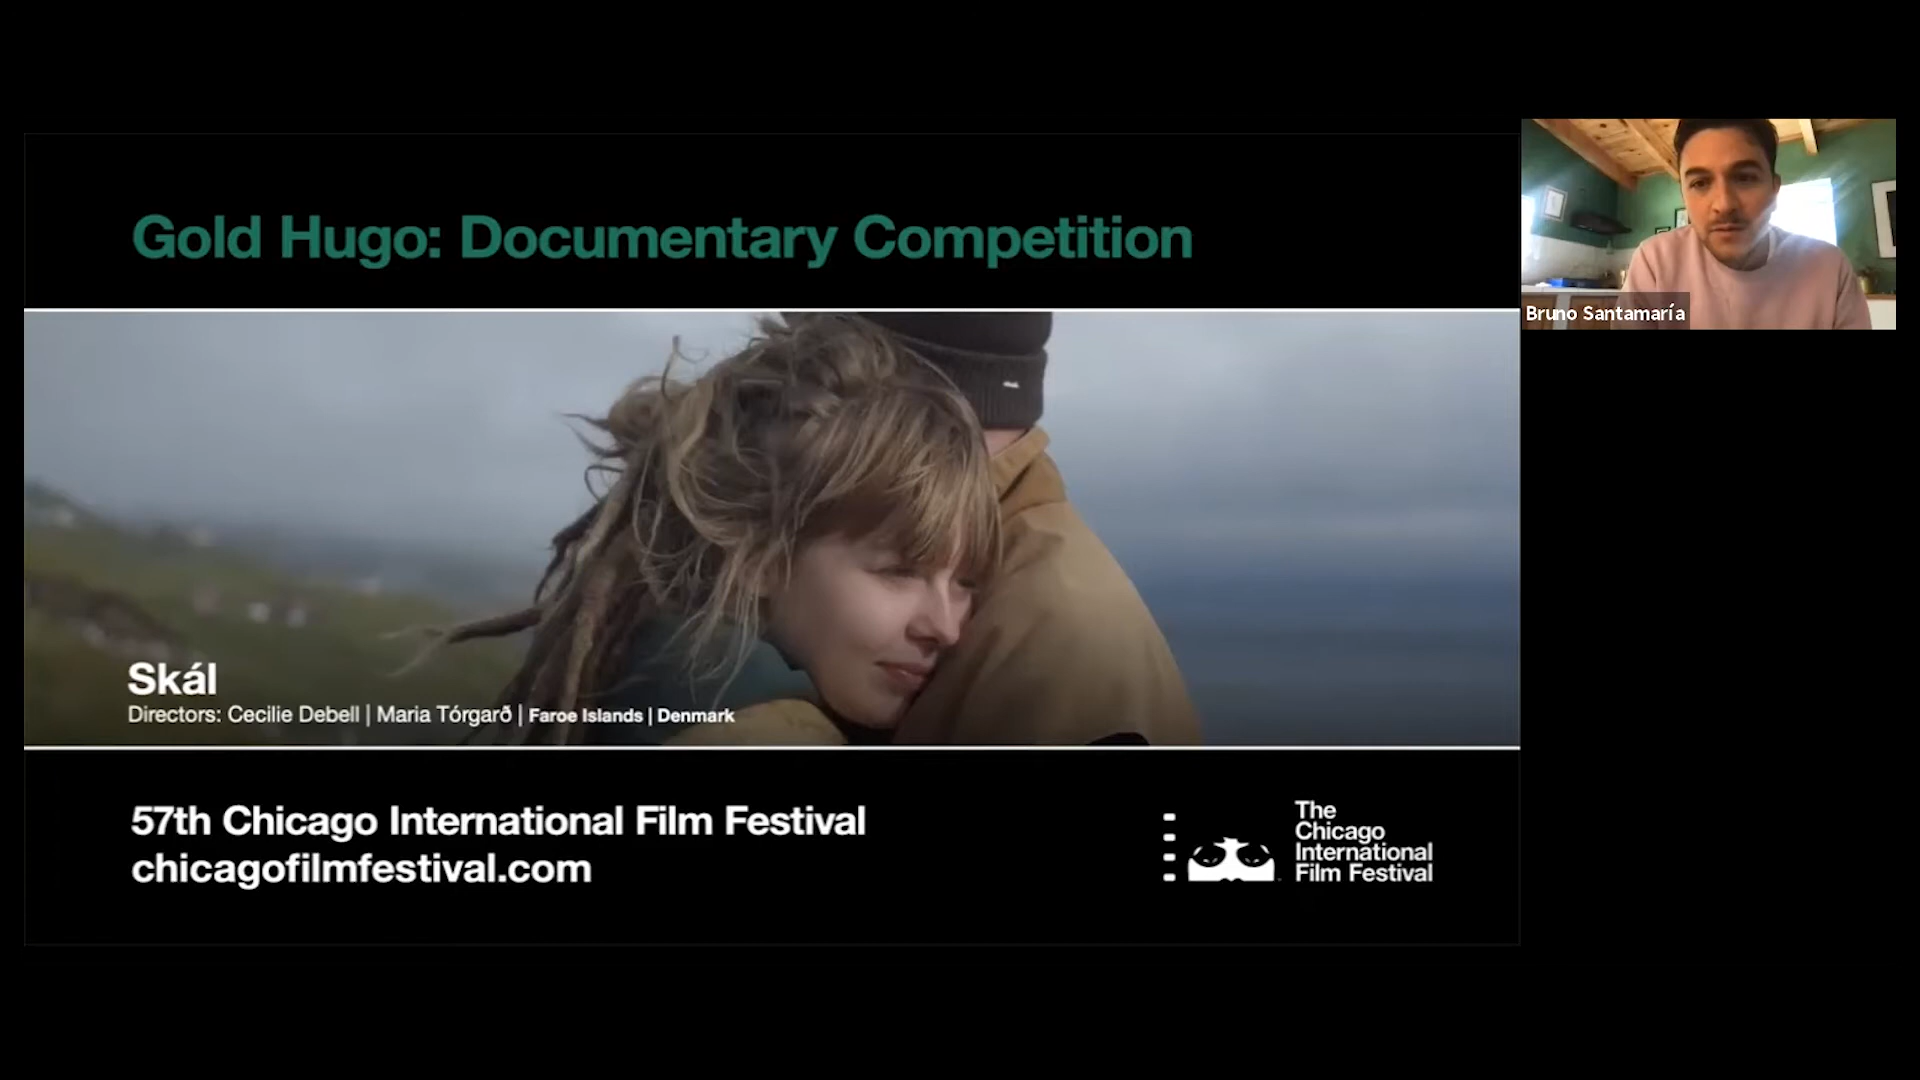 Gold Hugo: Documentary Competition
Bruno Santamaría
Skál
Directors: Cecilie Debell | Maria Tórgarð | Faroe Islands | Denmark
57th Chicago International Film Festival
chicagofilmfestival.com
The
Chicago
International
Film Festival